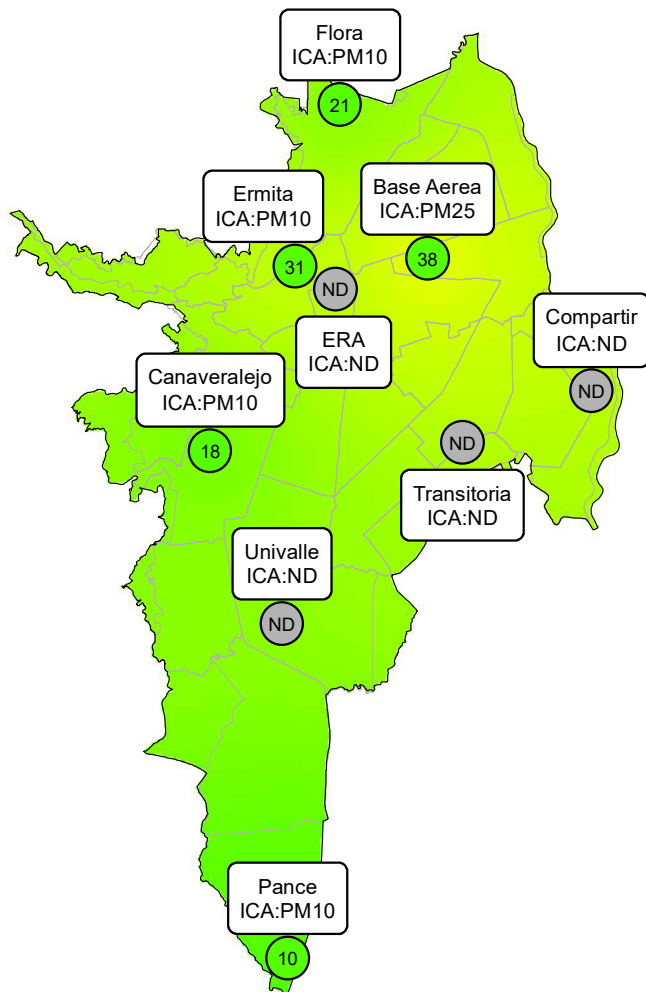 Flora
ICA:PM10
21
Ermita
ICA:PM10
31
Base Aerea
ICA:PM25
38
ND
ERA
ICA:ND
Compartir
ICA:ND
ND
Canaveralejo
ICA:PM10
18
ND
Transitoria
ICA:ND
Univalle
ICA:ND
ND
Pance
ICA:PM10
10